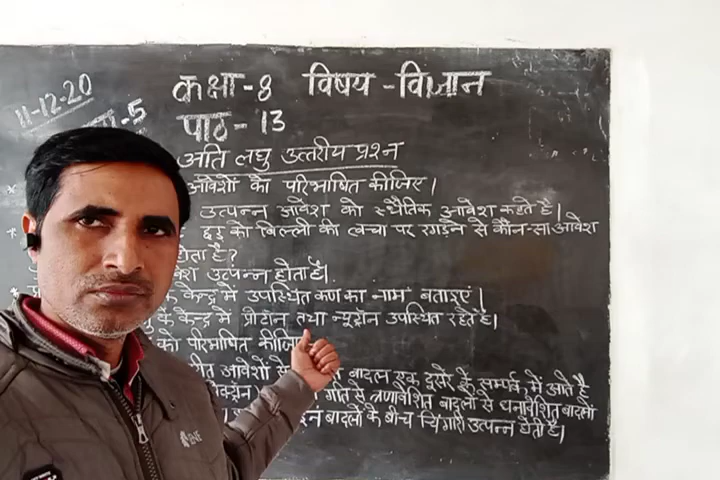 11-12-20
कक्षा-8 विषय - विज्ञान
-5
पाठ - 13
अति लघु उत्तरीय प्रश्न
आवेशों को परिभाषित कीजिए।
उत्पन्न आवेश को स्थैतिक आवेश कहते है।
छड़ को बिल्ली की त्वचा पर रगड़ने से कौन-सा आवेश
होता है?
उत्पन्न होता है।
के केन्द्र में उपस्थित कण का नाम बताइएं।
के केन्द्र में प्रोटॉन तथा न्यूट्रॉन उपस्थित रहते है।
को परिभाषित कीजि
आवेशों से बादल एक दूसरे के सम्पर्क में आते है
गति से ऋणावेशित बादलों से धनावेशित बादलों
बादलों के बीच चिंगारी उत्पन्न होती है।